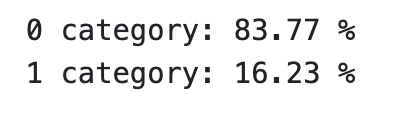 0 category: 83.77 %
1 category: 16.23 %